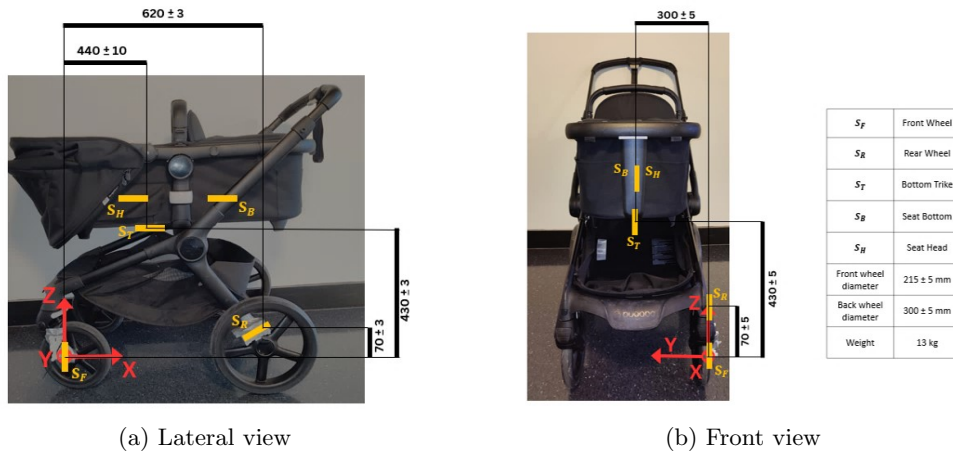 620 ± 3
440 ± 10
S_H
S_B
S_T
Z
430 ± 3
S_R
70 ± 3
Y
X
S_F
(a) Lateral view
300 ± 5
S_B
S_H
S_T
430 ± 5
S_R
Z
70 ± 5
Y
X
S_F
(b) Front view
S_F Front Wheel
S_R Rear Wheel
S_T Bottom Trike
S_B Seat Bottom
S_H Seat Head
Front wheel diameter 215 ± 5 mm
Back wheel diameter 300 ± 5 mm
Weight 13 kg